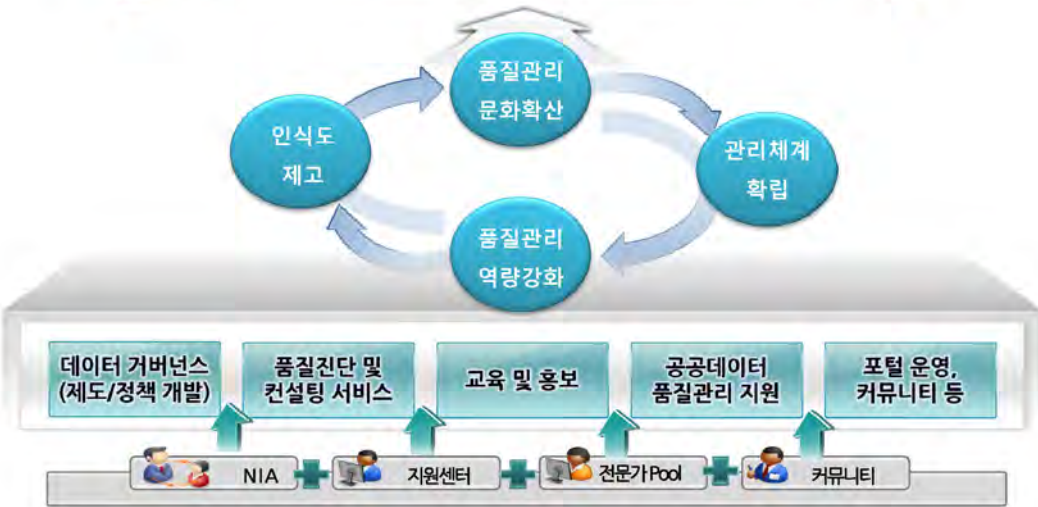 품질관리
문화확산
인식도
제고
관리체계
확립
품질관리
역량강화
데이터 거버넌스
(제도/정책 개발)
품질진단 및
컨설팅 서비스
교육 및 홍보
공공데이터
품질관리 지원
포털 운영,
커뮤니티 등
NIA
지원센터
전문가 Pool
커뮤니티